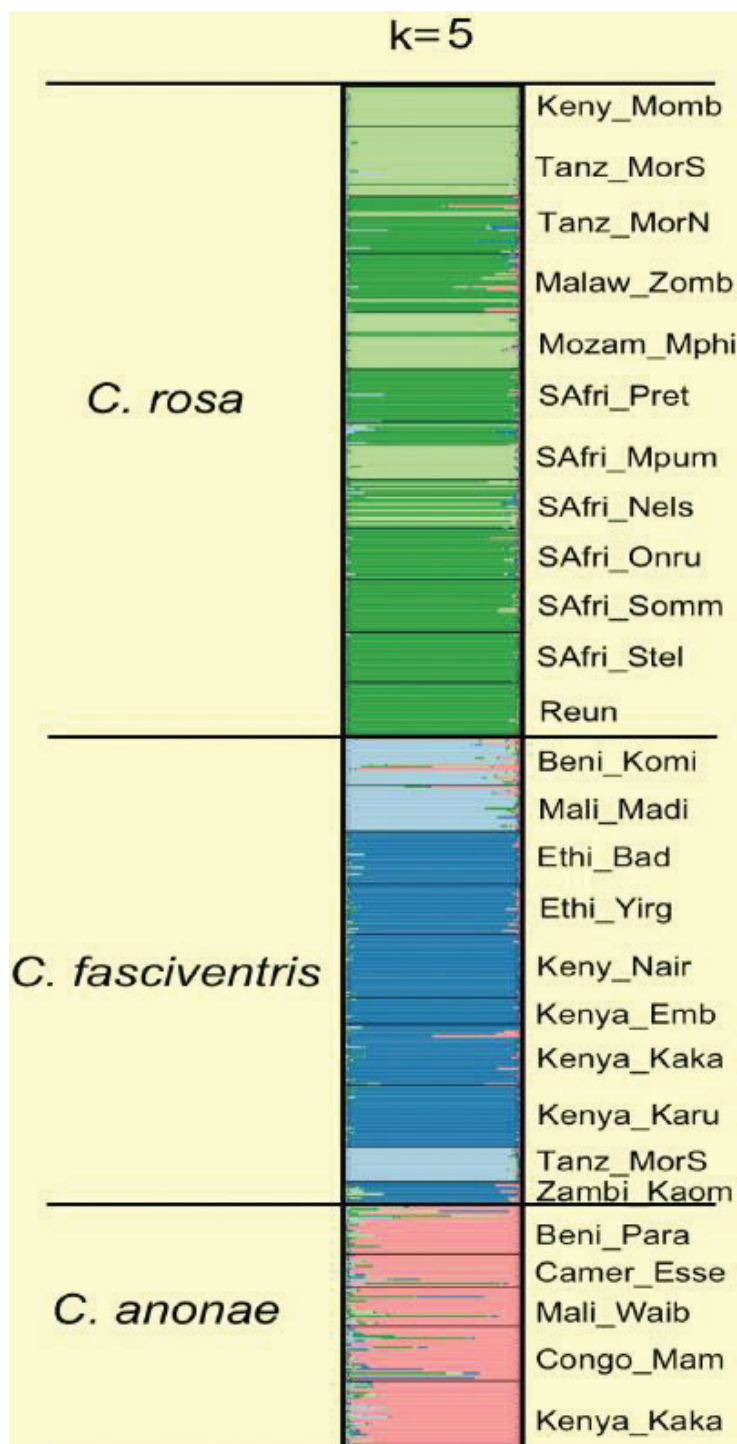 k=5
Keny_Momb
Tanz_MorS
Tanz_MorN
Malaw_Zomb
Mozam_Mphi
C. rosa
SAfri_Pret
SAfri_Mpum
SAfri_Nels
SAfri_Onru
SAfri_Somm
SAfri_Stel
Reun
Beni_Komi
Mali_Madi
Ethi_Bad
Ethi_Yirg
C. fasciventris
Keny_Nair
Kenya_Emb
Kenya_Kaka
Kenya_Karu
Tanz_MorS
Zambi_Kaom
Beni_Para
Camer_Esse
C. anonae
Mali_Waib
Congo_Mam
Kenya_Kaka